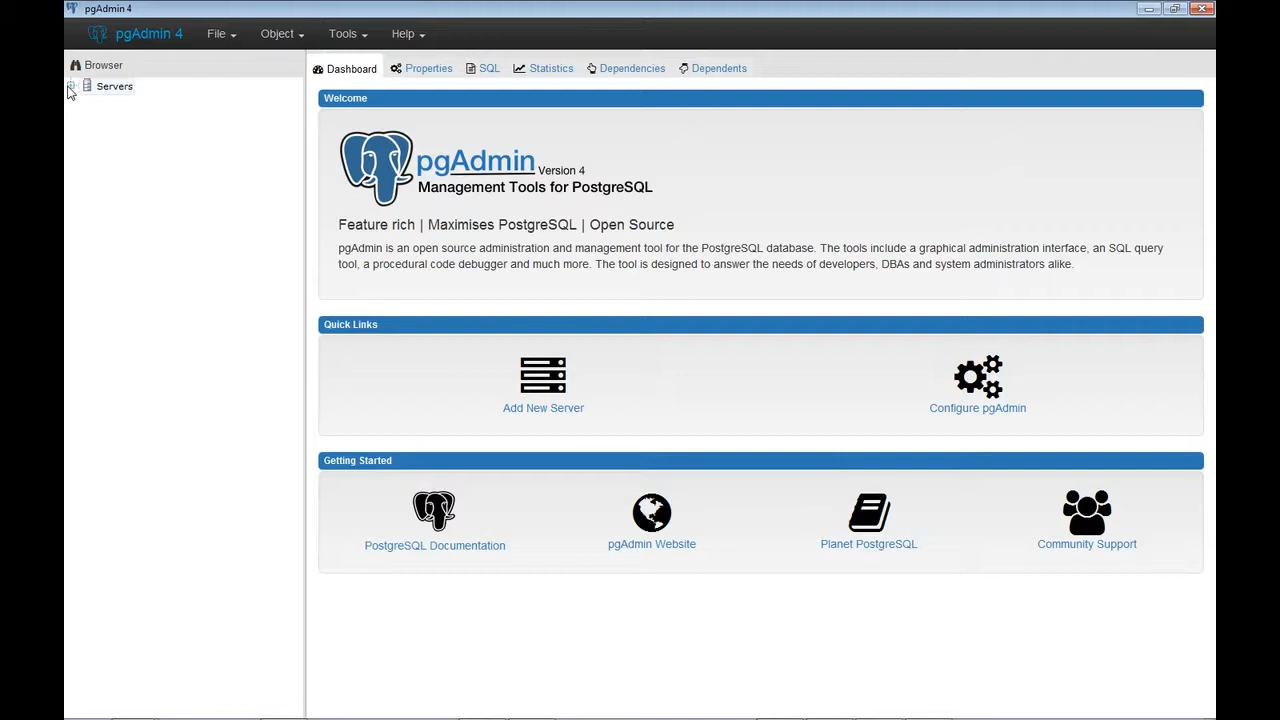 pgAdmin 4
pgAdmin 4 File Object Tools Help
Browser
Servers
Dashboard Properties SQL Statistics Dependencies Dependents
Welcome
pgAdmin Version 4
Management Tools for PostgreSQL
Feature rich | Maximises PostgreSQL | Open Source
pgAdmin is an open source administration and management tool for the PostgreSQL database. The tools include a graphical administration interface, an SQL query
tool, a procedural code debugger and much more. The tool is designed to answer the needs of developers, DBAs and system administrators alike.
Quick Links
Add New Server Configure pgAdmin
Getting Started
PostgreSQL Documentation pgAdmin Website Planet PostgreSQL Community Support